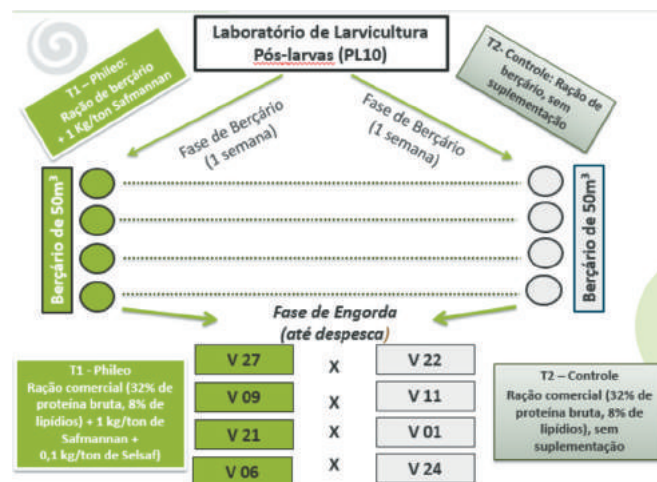 Laboratório de Larvicultura
Pós-larvas (PL10)
T1 – Phileo:
Ração de berçário
+ 1 Kg/ton Safmannan
T2- Controle: Ração de
berçário, sem
suplementação
Fase de Berçário
(1 semana)
Fase de Berçário
(1 semana)
Berçário de 50m³
Berçário de 50m³
Fase de Engorda
(até despesca)
T1 - Phileo
Ração comercial (32% de
proteína bruta, 8% de
lipídios) + 1 kg/ton de
Safmannan +
0,1 kg/ton de Selsaf)
V 27 X V 22
V 09 X V 11
V 21 X V 01
V 06 X V 24
T2 – Controle
Ração comercial (32% de
proteína bruta, 8% de
lipídios), sem
suplementação